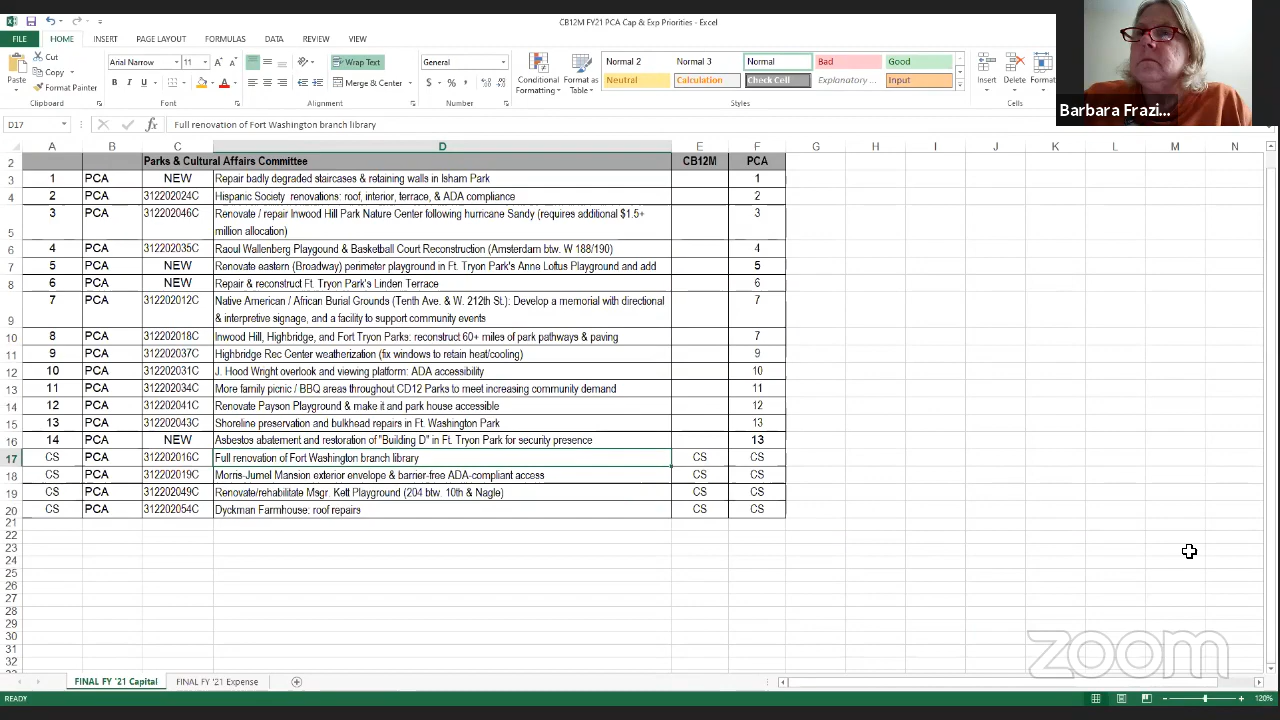 CB12M FY21 PCA Cap & Exp Priorities - Excel
FILE HOME INSERT PAGE LAYOUT FORMULAS DATA REVIEW VIEW
Paste
Cut
Copy
Format Painter
Clipboard
Arial Narrow 11
B I U
Font
Wrap Text
Merge & Center
Alignment
General
$ % ,
Number
Conditional
Formatting
Format as
Table
Normal 2 Normal 3 Normal Bad Good
Neutral Calculation Check Cell Explanatory ... Input
Styles
Insert Delete Format
Cells
Barbara Frazi...
D17 fx Full renovation of Fort Washington branch library
A B C D E F G H I J K L M N
2 Parks & Cultural Affairs Committee CB12M PCA
3 1 PCA NEW Repair badly degraded staircases & retaining walls in Isham Park 1
4 2 PCA 312202024C Hispanic Society renovations: roof, interior, terrace, & ADA compliance 2
3 PCA 312202046C Renovate / repair Inwood Hill Park Nature Center following hurricane Sandy (requires additional $1.5+ 3
5 million allocation)
6 4 PCA 312202035C Raoul Wallenberg Playgound & Basketball Court Reconstruction (Amsterdam btw. W 188/190) 4
7 5 PCA NEW Renovate eastern (Broadway) perimeter playground in Ft. Tryon Park's Anne Loftus Playground and add 5
8 6 PCA NEW Repair & reconstruct Ft. Tryon Park's Linden Terrace 6
7 PCA 312202012C Native American / African Burial Grounds (Tenth Ave. & W. 212th St.): Develop a memorial with directional 7
9 & interpretive signage, and a facility to support community events
10 8 PCA 312202018C Inwood Hill, Highbridge, and Fort Tryon Parks: reconstruct 60+ miles of park pathways & paving 7
11 9 PCA 312202037C Highbridge Rec Center weatherization (fix windows to retain heat/cooling) 9
12 10 PCA 312202031C J. Hood Wright overlook and viewing platform: ADA accessibility 10
13 11 PCA 312202034C More family picnic / BBQ areas throughout CD12 Parks to meet increasing community demand 11
14 12 PCA 312202041C Renovate Payson Playground & make it and park house accessible 12
15 13 PCA 312202043C Shoreline preservation and bulkhead repairs in Ft. Washington Park 13
16 14 PCA NEW Asbestos abatement and restoration of "Building D" in Ft. Tryon Park for security presence 13
17 CS PCA 312202016C Full renovation of Fort Washington branch library CS CS
18 CS PCA 312202019C Morris-Jumel Mansion exterior envelope & barrier-free ADA-compliant access CS CS
19 CS PCA 312202049C Renovate/rehabilitate Msgr. Kett Playground (204 btw. 10th & Nagle) CS CS
20 CS PCA 312202054C Dyckman Farmhouse: roof repairs CS CS
21
22
23
24
25
26
27
28
29
30
31
32
zoom
FINAL FY '21 Capital FINAL FY '21 Expense
READY 120%